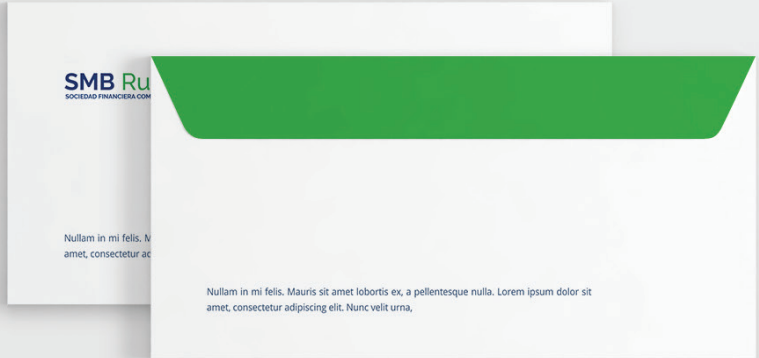 SMB Ru
SOCIEDAD FINANCIERA COM
Nullam in mi felis. M
amet, consectetur ac
Nullam in mi felis. Mauris sit amet lobortis ex, a pellentesque nulla. Lorem ipsum dolor sit
amet, consectetur adipiscing elit. Nunc velit urna,